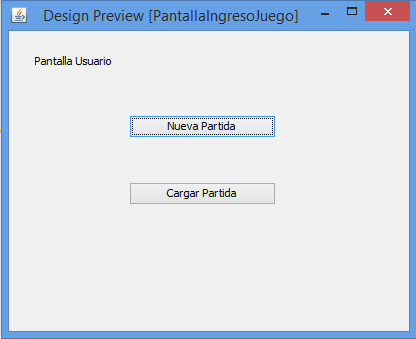 Design Preview [PantallaIngresoJuego]
Pantalla Usuario
Nueva Partida
Cargar Partida